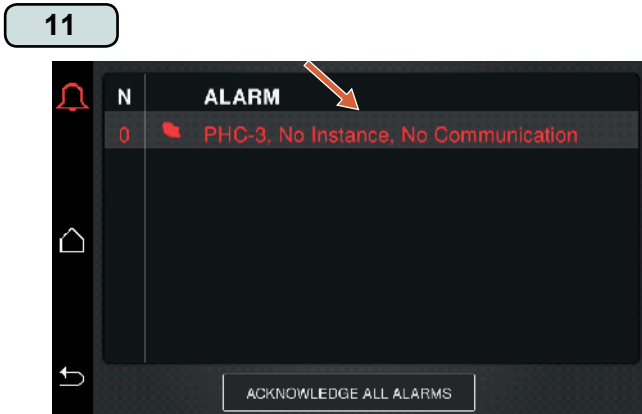 11
N ALARM
0 PHC-3, No Instance, No Communication
ACKNOWLEDGE ALL ALARMS